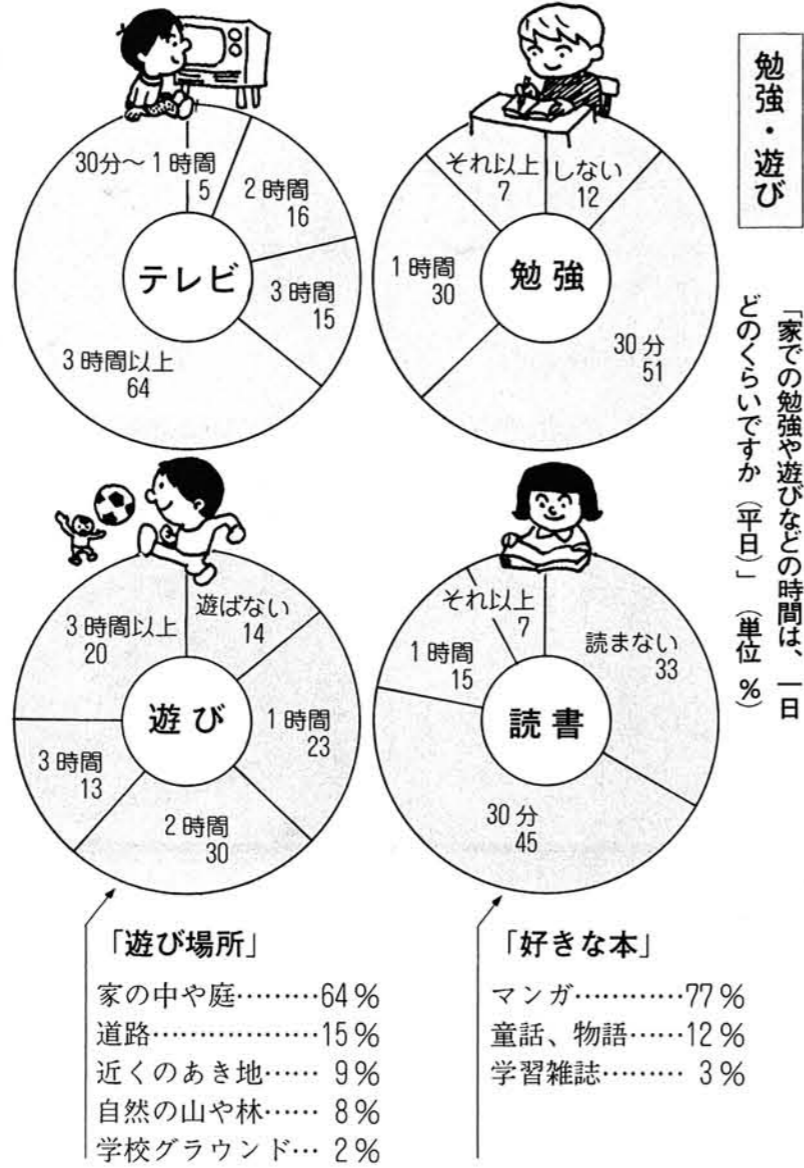 勉強・遊び
「家での勉強や遊びなどの時間は、一日
どのくらいですか（平日）」（単位 %）
テレビ
30分～1時間
5
2時間
16
3時間
15
3時間以上
64
勉強
しない
12
30分
51
1時間
30
それ以上
7
遊び
遊ばない
14
1時間
23
2時間
30
3時間
13
3時間以上
20
読書
読まない
33
30分
45
1時間
15
それ以上
7
「遊び場所」
家の中や庭………64%
道路………………15%
近くのあき地…… 9%
自然の山や林…… 8%
学校グラウンド… 2%
「好きな本」
マンガ…………77%
童話、物語……12%
学習雑誌……… 3%